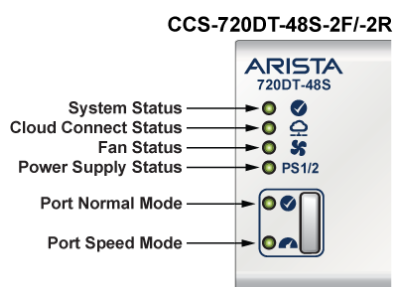 CCS-720DT-48S-2F/-2R
ARISTA
720DT-48S
System Status
Cloud Connect Status
Fan Status
Power Supply Status PS1/2
Port Normal Mode
Port Speed Mode